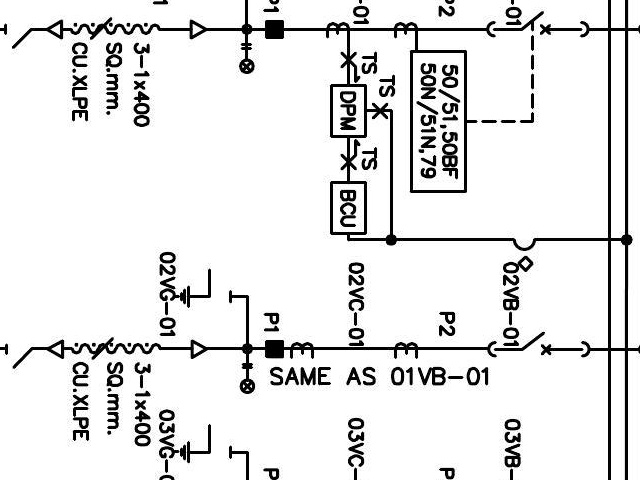 P1
-01
P2
-01
3-1x400
SQ.mm.
CU.XLPE
TS
TS
DPM
TS
BCU
50/51,50BF
50N/51N,79
02VG-01
P1
02VC-01
P2
02VB-01
SAME AS 01VB-01
3-1x400
SQ.mm.
CU.XLPE
03VG-0
P
03VC-
P
03VB-